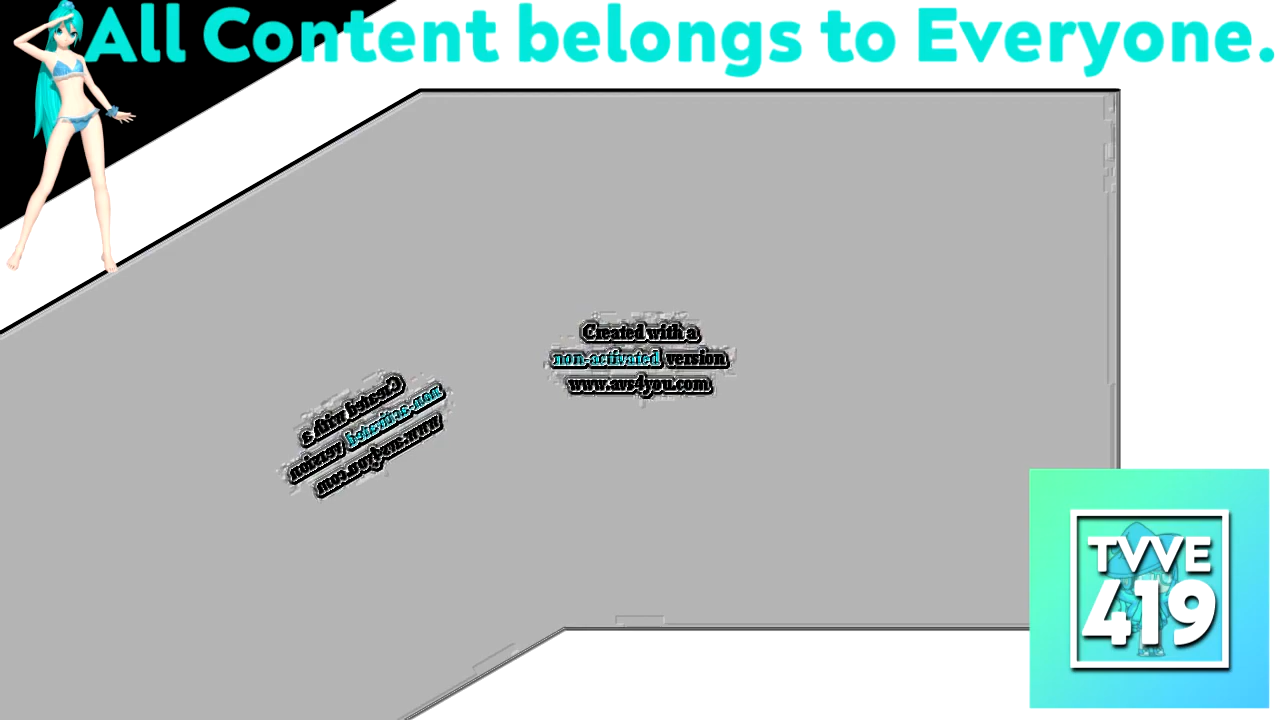 All Content belongs to Everyone.
Created with a
non-activated version
www.avs4you.com
Created with a
non-activated version
www.avs4you.com
TVVE
419